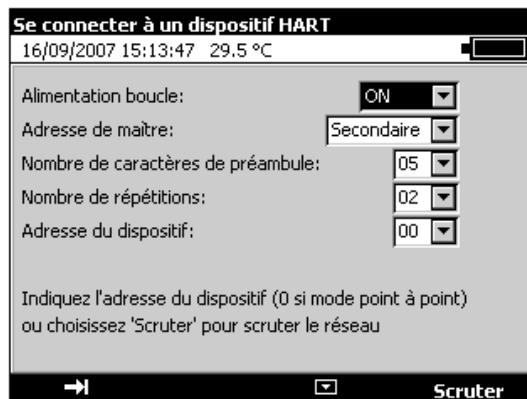 Se connecter à un dispositif HART
16/09/2007 15:13:47 29.5 °C
Alimentation boucle: ON
Adresse de maître: Secondaire
Nombre de caractères de préambule: 05
Nombre de répétitions: 02
Adresse du dispositif: 00
Indiquez l'adresse du dispositif (0 si mode point à point)
ou choisissez 'Scruter' pour scruter le réseau
Scruter